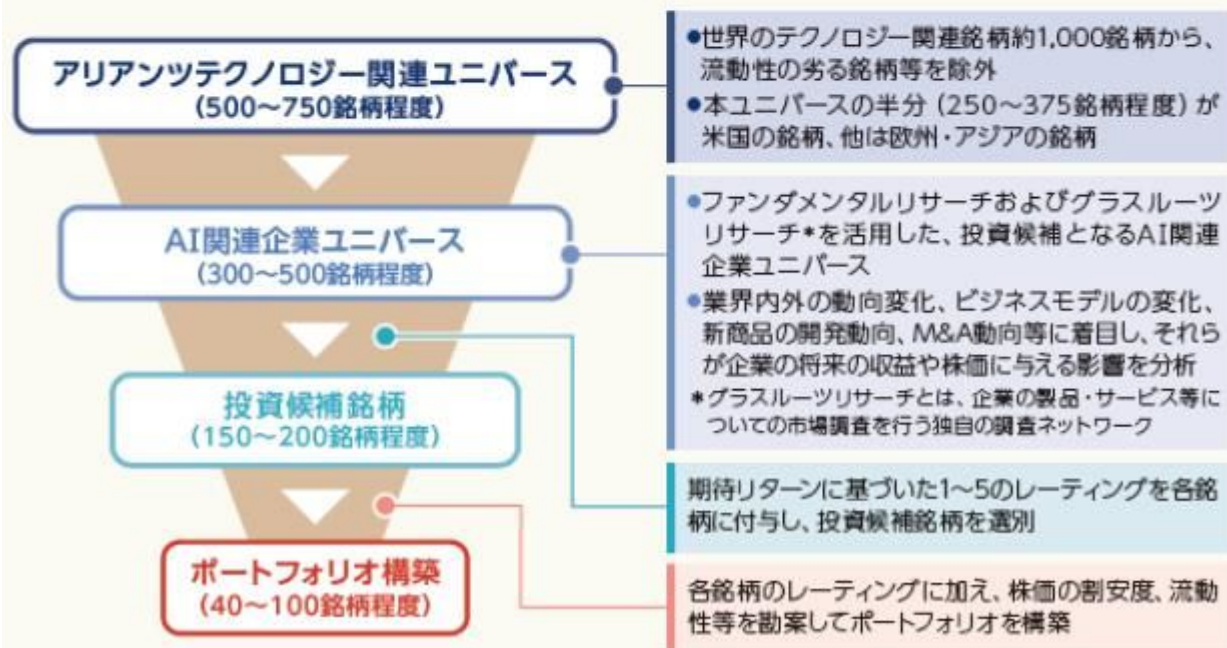 アリアンツテクノロジー関連ユニバース
(500～750銘柄程度)
●世界のテクノロジー関連銘柄約1,000銘柄から、
流動性の劣る銘柄等を除外
●本ユニバースの半分(250～375銘柄程度)が
米国の銘柄、他は欧州・アジアの銘柄
AI関連企業ユニバース
(300～500銘柄程度)
●ファンダメンタルリサーチおよびグラスルーツ
リサーチ*を活用した、投資候補となるAI関連
企業ユニバース
●業界内外の動向変化、ビジネスモデルの変化、
新商品の開発動向、M&A動向等に着目し、それら
が企業の将来の収益や株価に与える影響を分析
*グラスルーツリサーチとは、企業の製品・サービス等に
ついての市場調査を行う独自の調査ネットワーク
投資候補銘柄
(150～200銘柄程度)
期待リターンに基づいた1～5のレーティングを各銘
柄に付与し、投資候補銘柄を選別
ポートフォリオ構築
(40～100銘柄程度)
各銘柄のレーティングに加え、株価の割安度、流動
性等を勘案してポートフォリオを構築